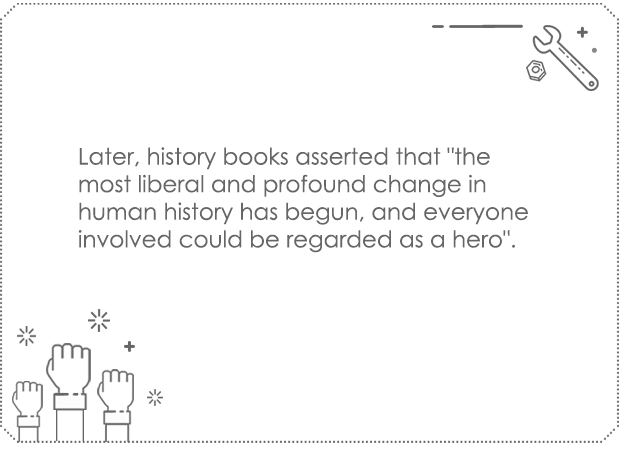 Later, history books asserted that "the
most liberal and profound change in
human history has begun, and everyone
involved could be regarded as a hero".